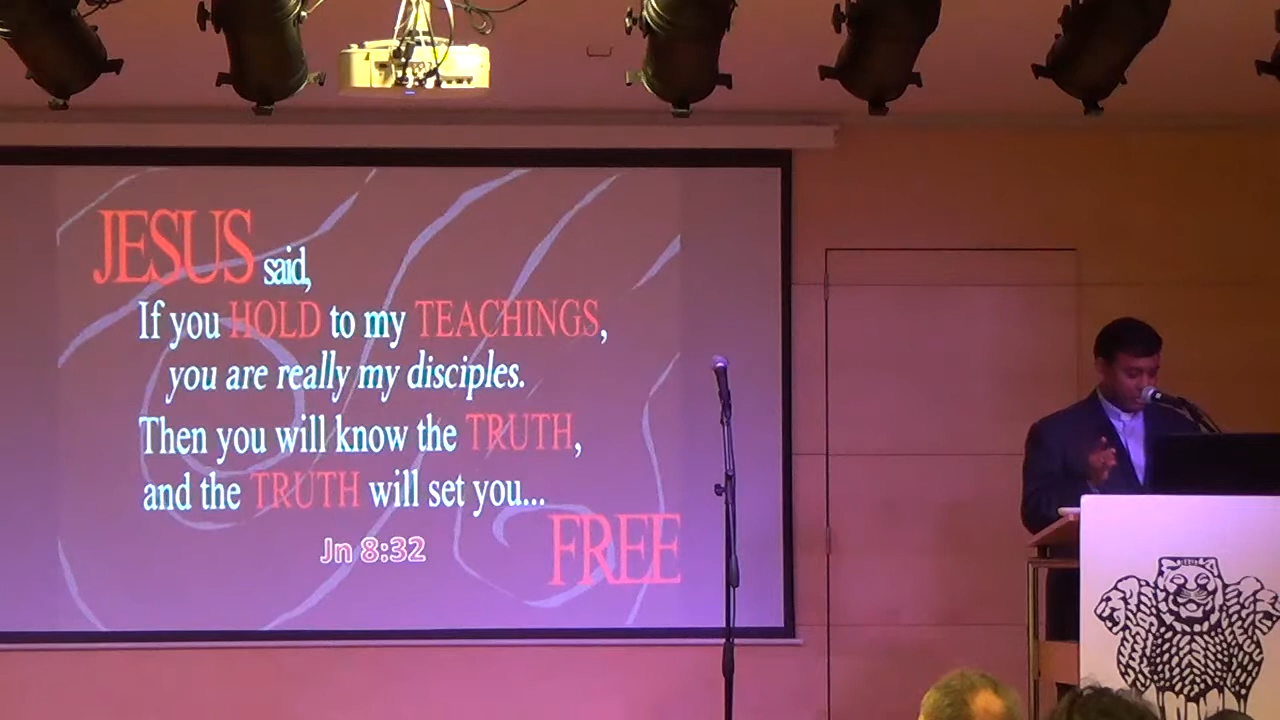 JESUS said,
If you HOLD to my TEACHINGS,
you are really my disciples.
Then you will know the TRUTH,
and the TRUTH will set you...
FREE
Jn 8:32